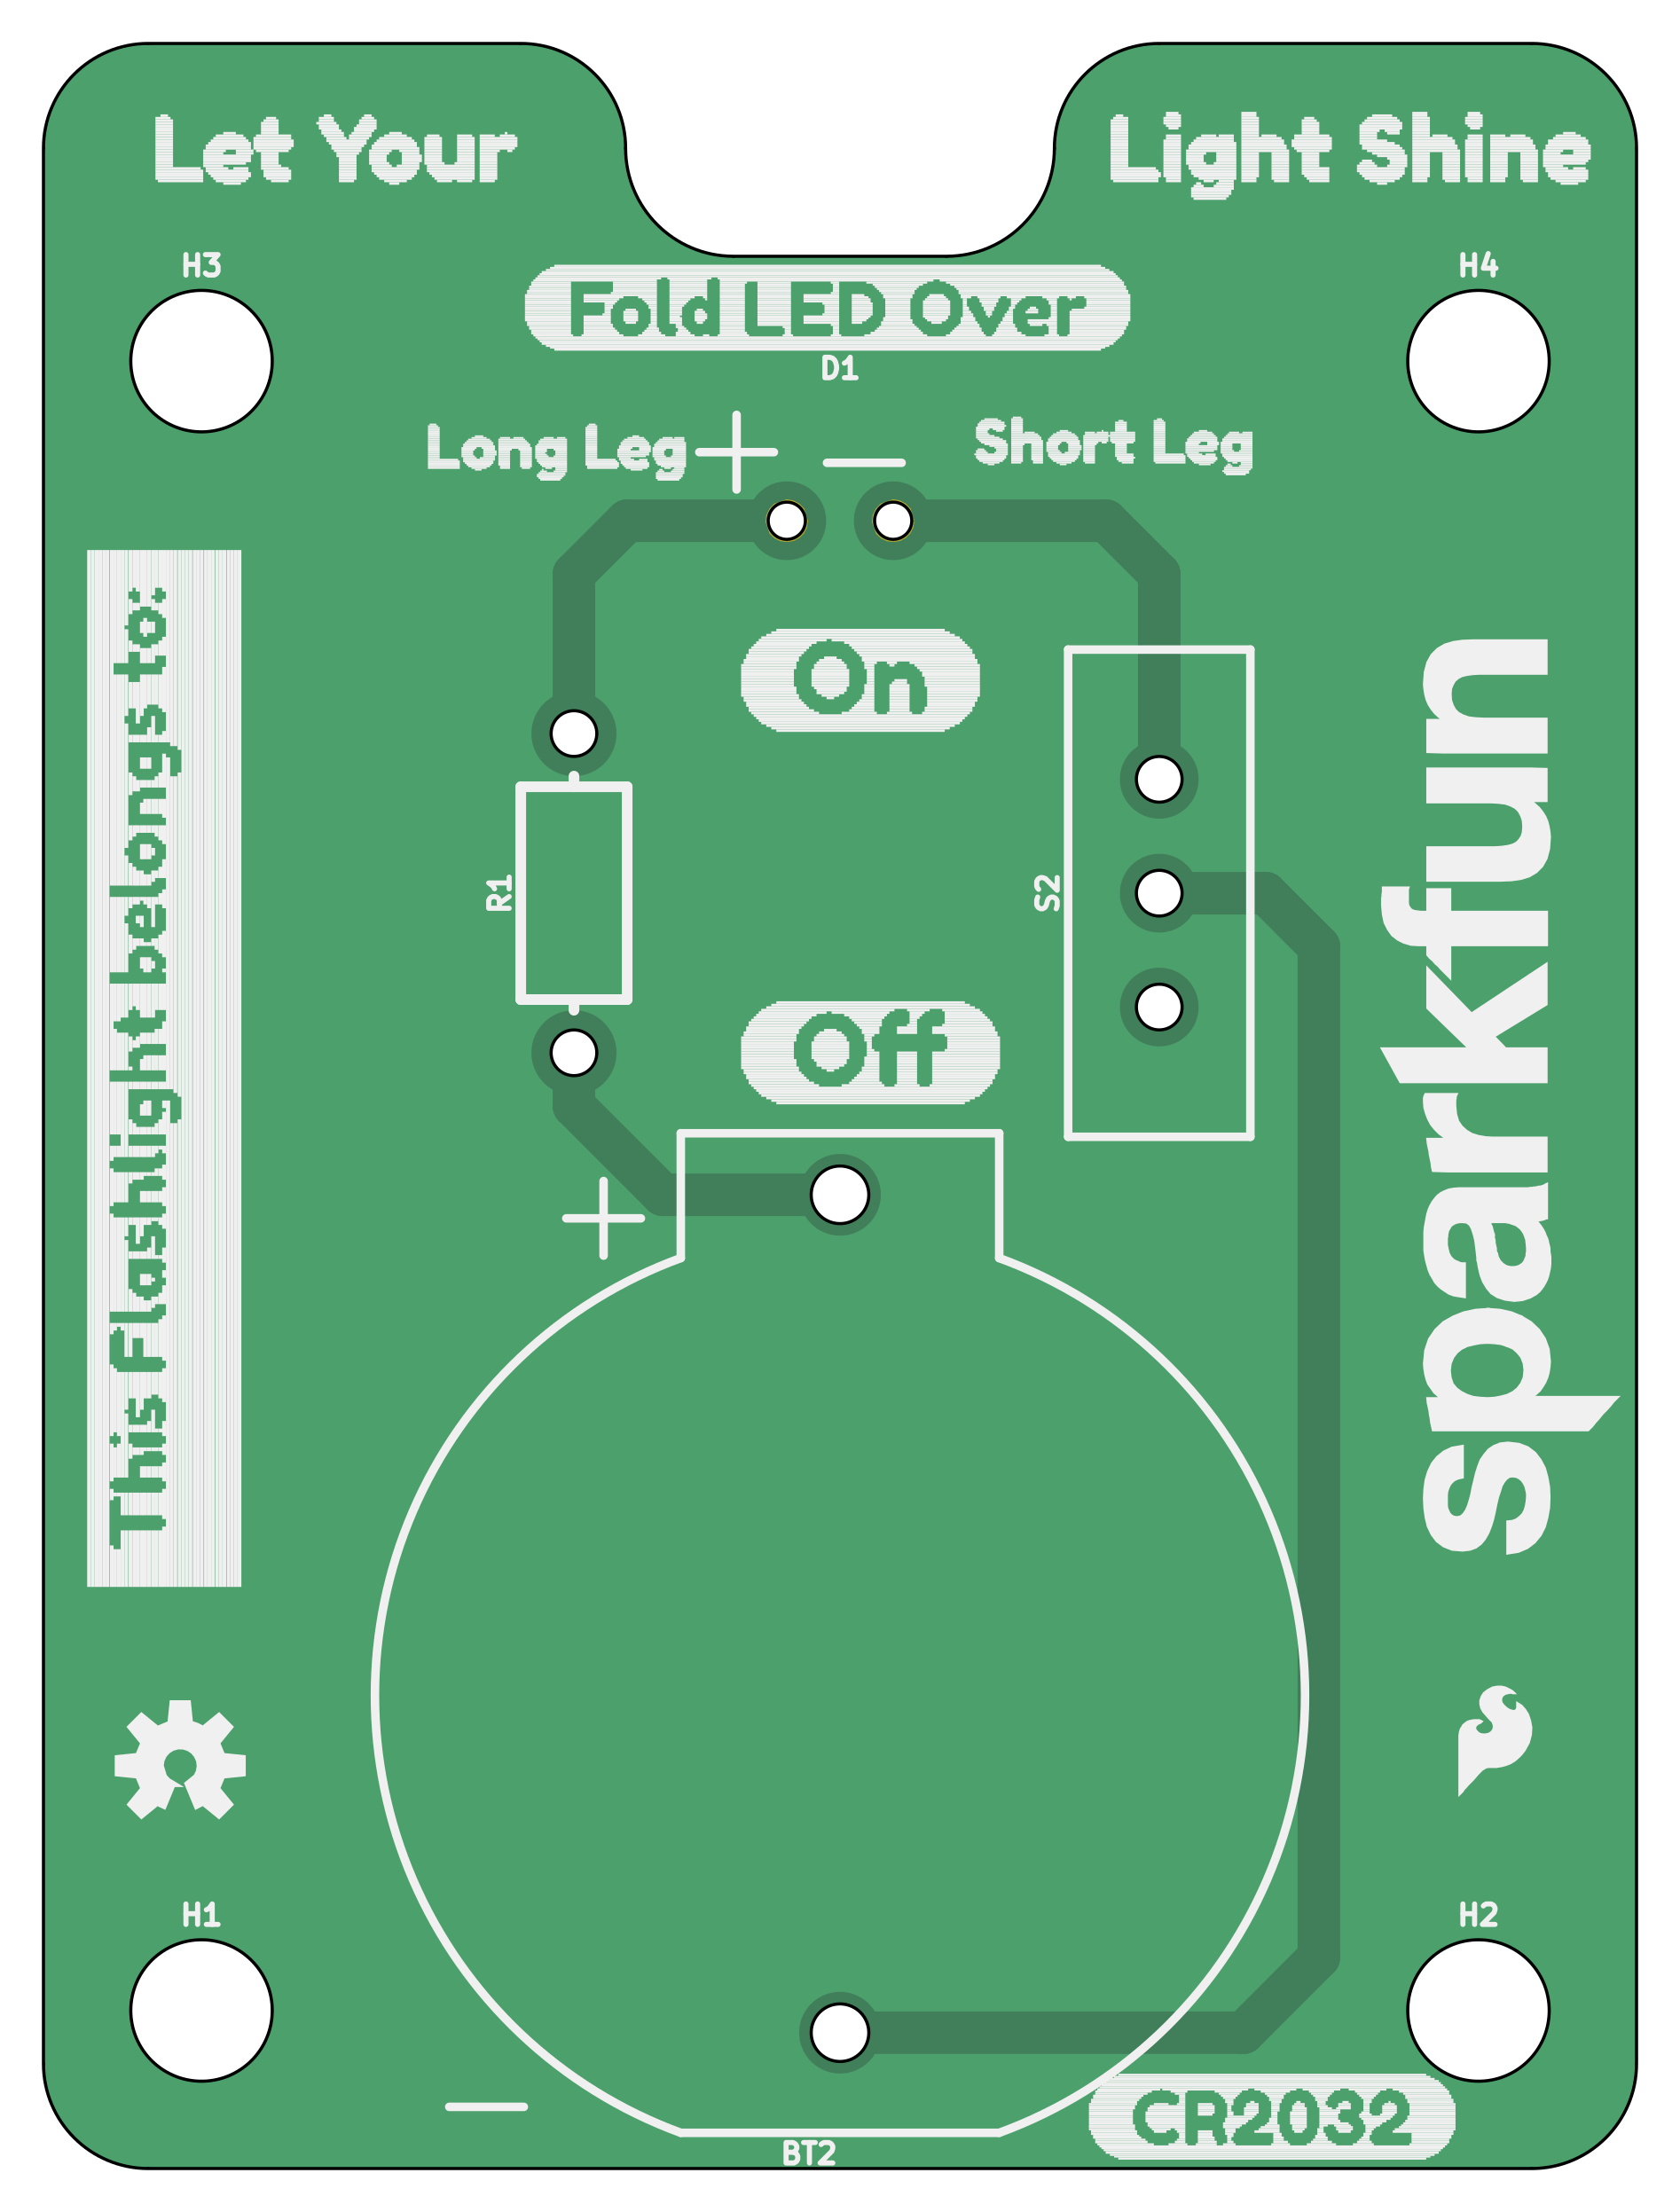 Let Your
Light Shine
H3
H4
Fold LED Over
D1
Long Leg +
− Short Leg
This Flashlight belongs to:
On
R1
S2
Off
+
sparkfun
H1
H2
−
CR2032
BT2